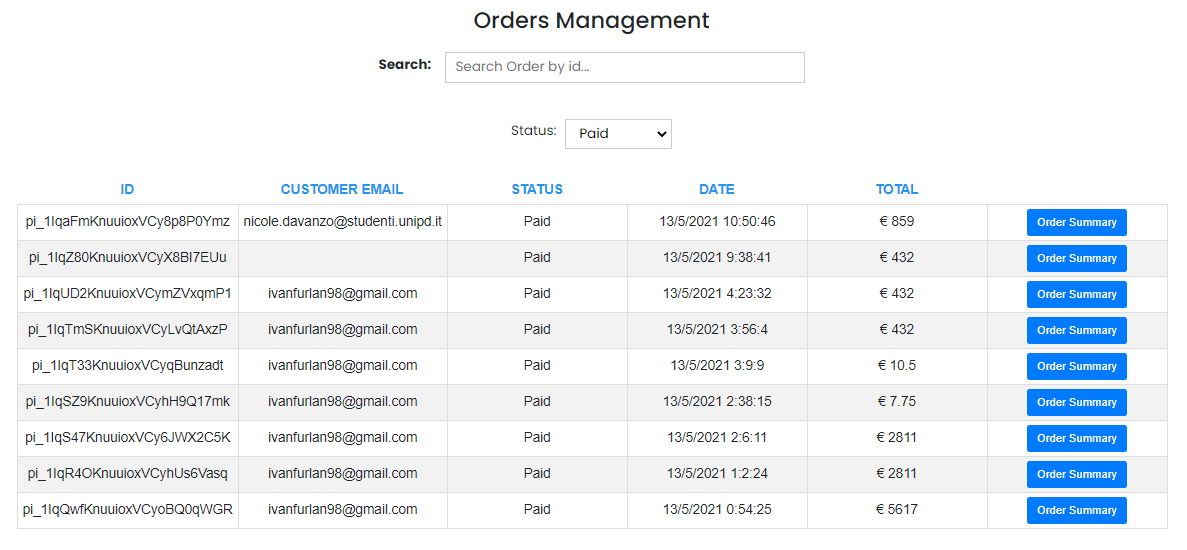 Orders Management
Search: Search Order by id...
Status: Paid
ID CUSTOMER EMAIL STATUS DATE TOTAL
pi_1IqaFmKnuuioxVCy8p8P0Ymz nicole.davanzo@studenti.unipd.it Paid 13/5/2021 10:50:46 € 859 Order Summary
pi_1IqZ80KnuuioxVCyX8BI7EUu Paid 13/5/2021 9:38:41 € 432 Order Summary
pi_1IqUD2KnuuioxVCymZVxqmP1 ivanfurlan98@gmail.com Paid 13/5/2021 4:23:32 € 432 Order Summary
pi_1IqTmSKnuuioxVCyLvQtAxzP ivanfurlan98@gmail.com Paid 13/5/2021 3:56:4 € 432 Order Summary
pi_1IqT33KnuuioxVCyqBunzadt ivanfurlan98@gmail.com Paid 13/5/2021 3:9:9 € 10.5 Order Summary
pi_1IqSZ9KnuuioxVCyhH9Q17mk ivanfurlan98@gmail.com Paid 13/5/2021 2:38:15 € 7.75 Order Summary
pi_1IqS47KnuuioxVCy6JWX2C5K ivanfurlan98@gmail.com Paid 13/5/2021 2:6:11 € 2811 Order Summary
pi_1IqR4OKnuuioxVCyhUs6Vasq ivanfurlan98@gmail.com Paid 13/5/2021 1:2:24 € 2811 Order Summary
pi_1IqQwfKnuuioxVCyoBQ0qWGR ivanfurlan98@gmail.com Paid 13/5/2021 0:54:25 € 5617 Order Summary